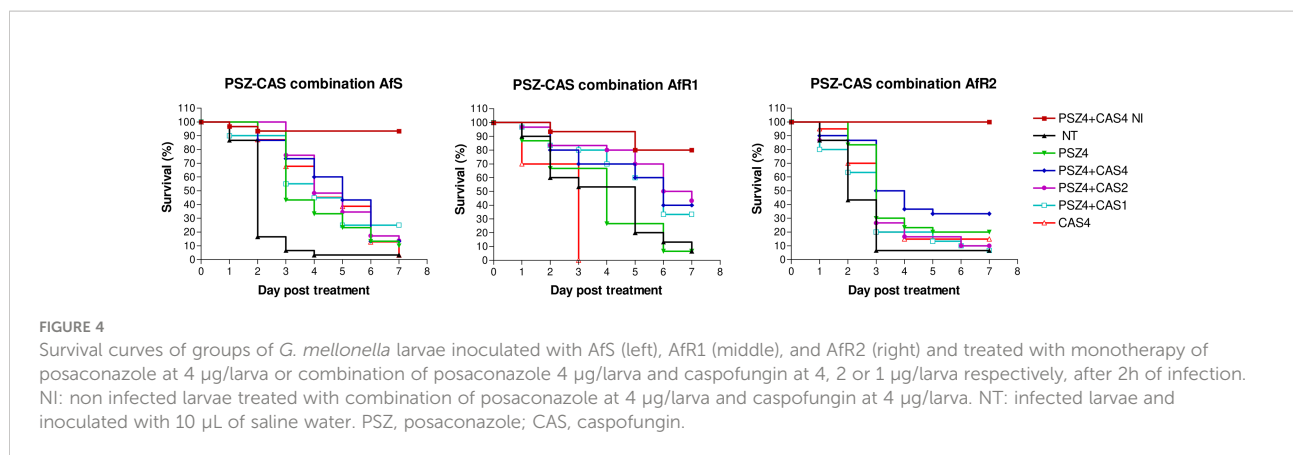 PSZ-CAS combination AfS
110
100
90
80
70
60
50
40
30
20
10
0
Survival (%)
0 1 2 3 4 5 6 7 8
Day post treatment
PSZ-CAS combination AfR1
110
100
90
80
70
60
50
40
30
20
10
0
Survival (%)
0 1 2 3 4 5 6 7 8
Day post treatment
PSZ-CAS combination AfR2
110
100
90
80
70
60
50
40
30
20
10
0
Survival (%)
0 1 2 3 4 5 6 7 8
Day post treatment
PSZ4+CAS4 NI
NT
PSZ4
PSZ4+CAS4
PSZ4+CAS2
PSZ4+CAS1
CAS4
FIGURE 4
Survival curves of groups of G. mellonella larvae inoculated with AfS (left), AfR1 (middle), and AfR2 (right) and treated with monotherapy of
posaconazole at 4 µg/larva or combination of posaconazole 4 µg/larva and caspofungin at 4, 2 or 1 µg/larva respectively, after 2h of infection.
NI: non infected larvae treated with combination of posaconazole at 4 µg/larva and caspofungin at 4 µg/larva. NT: infected larvae and
inoculated with 10 µL of saline water. PSZ, posaconazole; CAS, caspofungin.